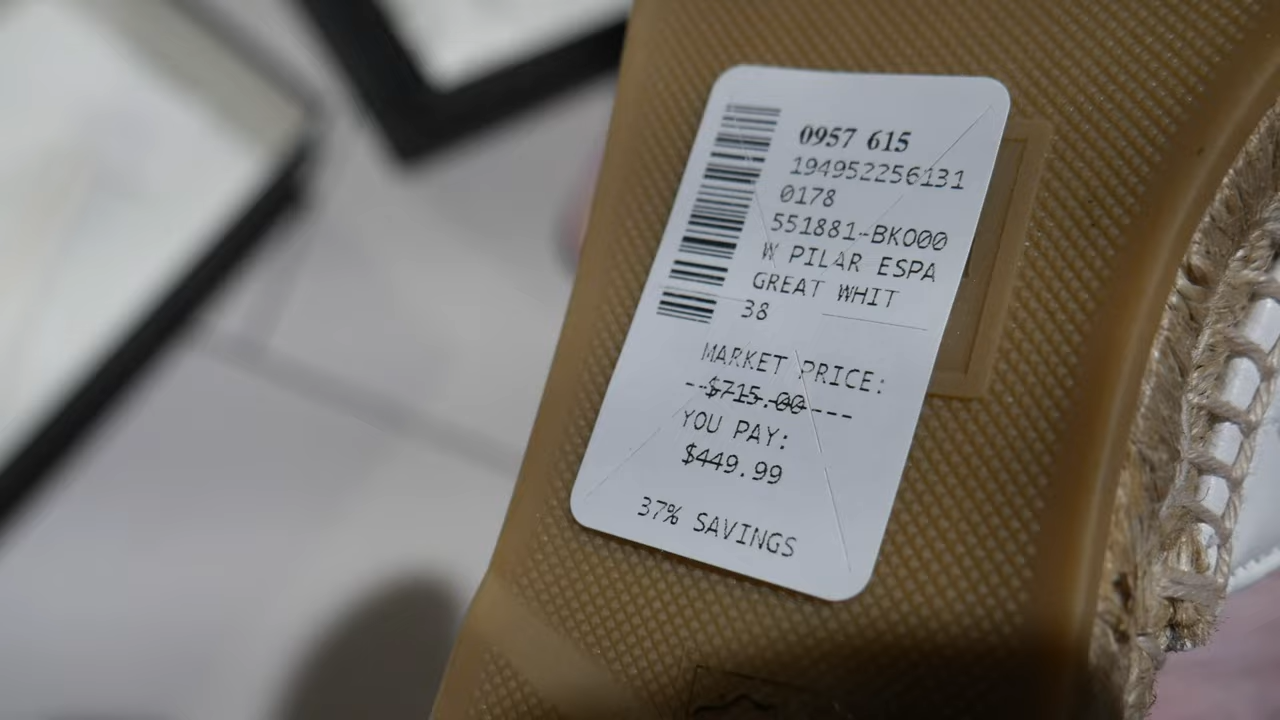 0957 615
194952256131
0178
551881-BKO00
W PILAR ESPA
GREAT WHIT
38
MARKET PRICE:
--$715.00---
YOU PAY:
$449.99
37% SAVINGS